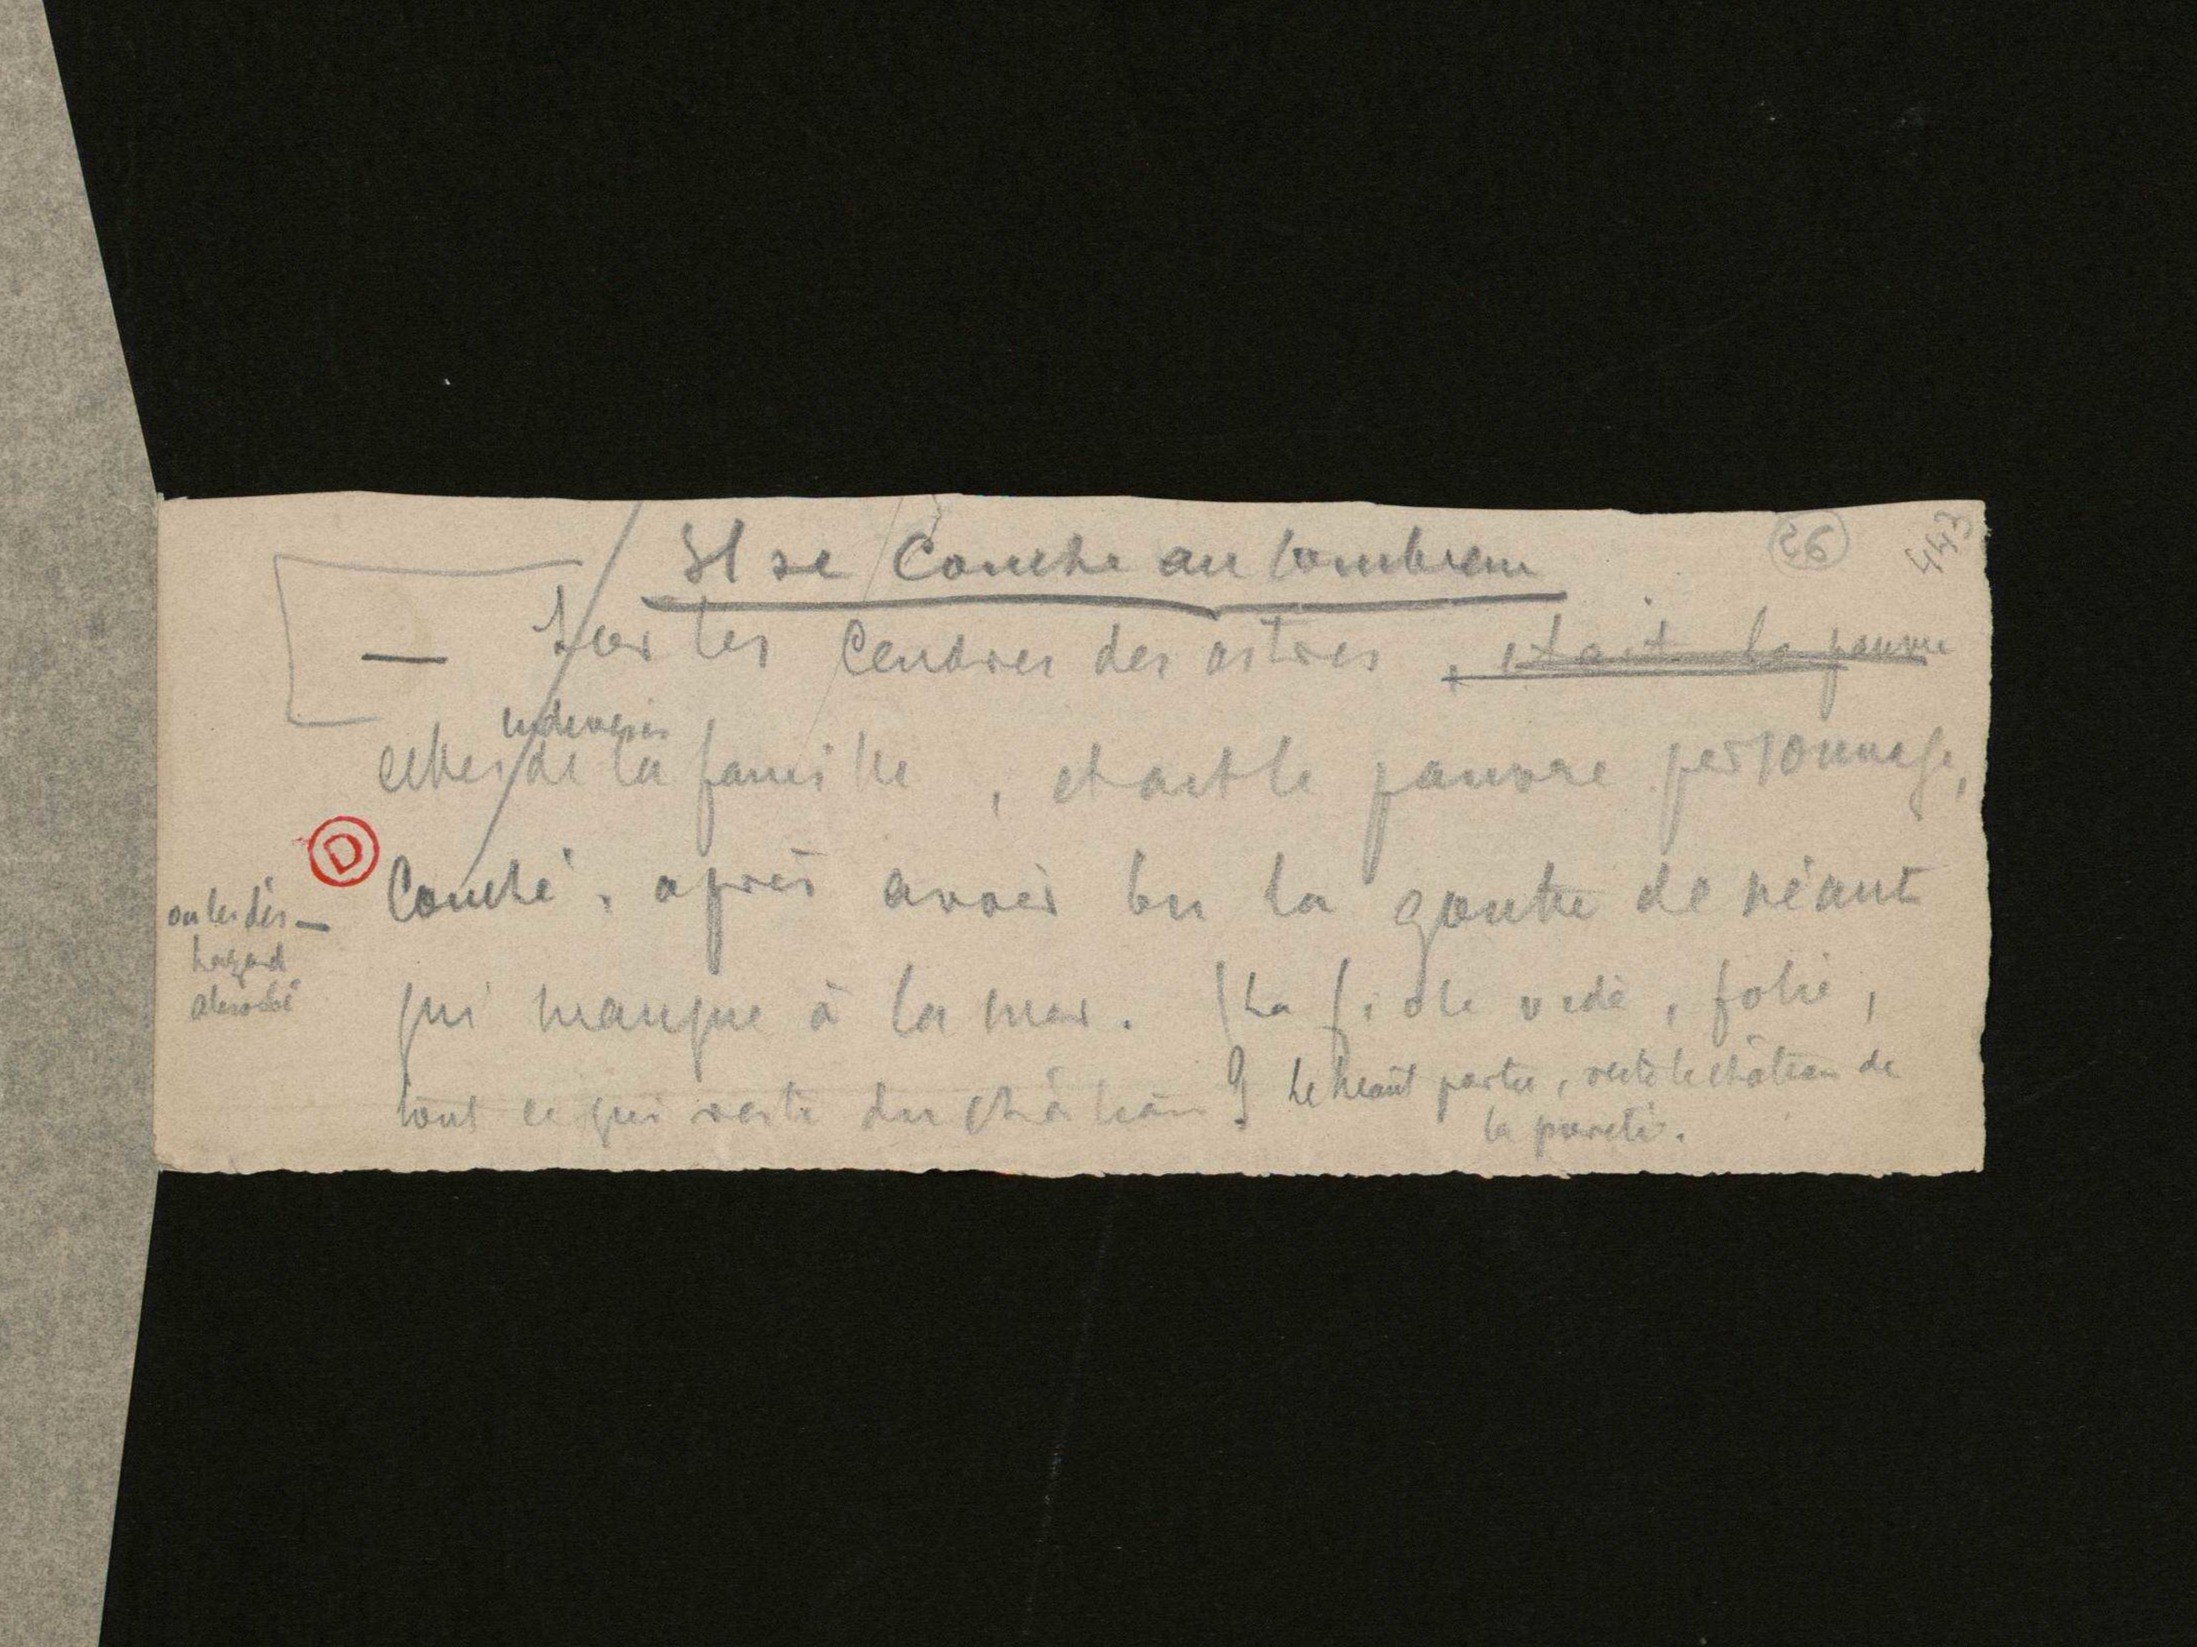 26
443
Il se couche au tombeau
— Sur les cendres des astres, était le pauvre
indivises
celles de la famille, était le pauvre personnage,
D
couché, après avoir bu la goutte de néant
ou les dés —
hasard
absorbé
qui manque à la mer. (La fiole vide, folie,
tout ce qui reste du château?) Le Néant parti, reste le château de
la pureté.